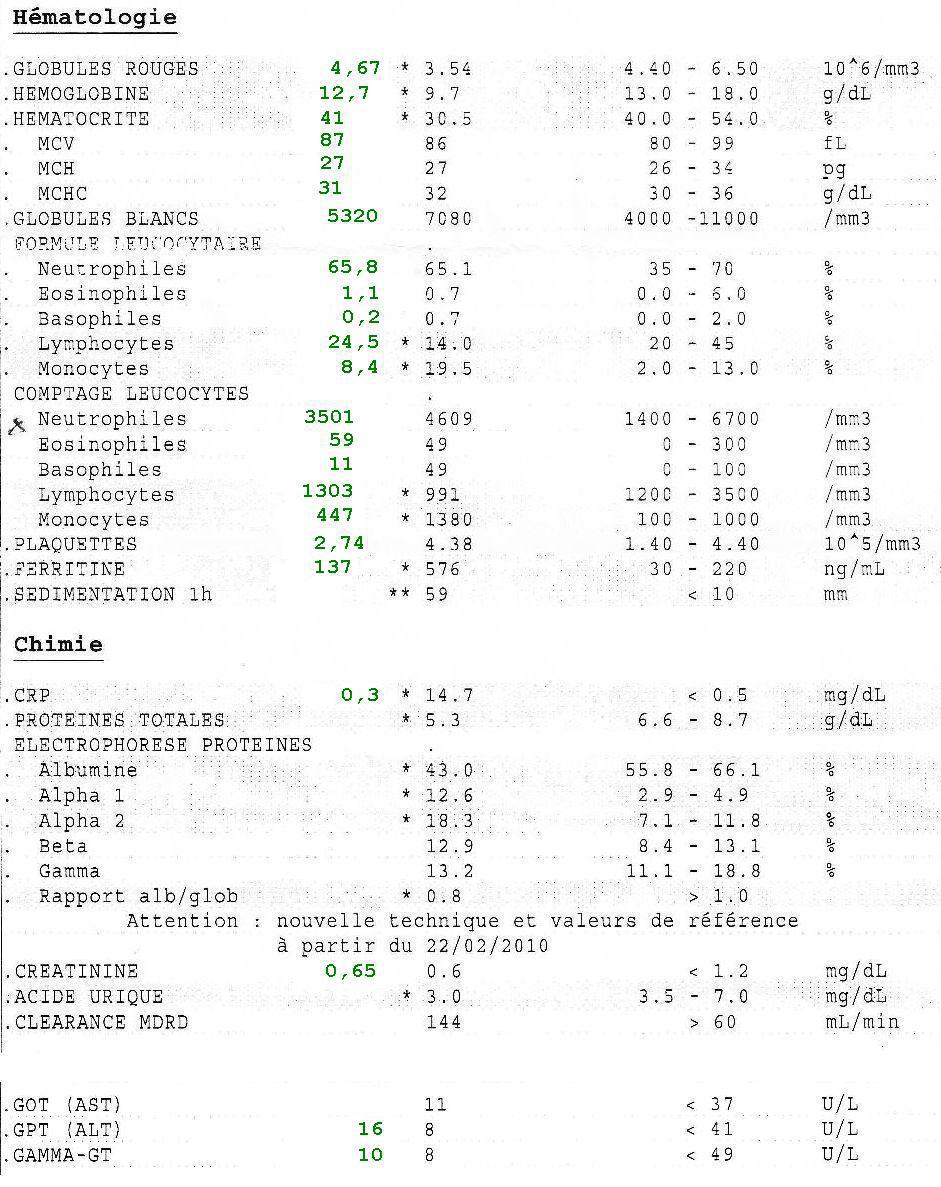 Hématologie
.GLOBULES ROUGES 4,67 * 3.54 4.40 - 6.50 10^6/mm3
.HEMOGLOBINE 12,7 * 9.7 13.0 - 18.0 g/dL
.HEMATOCRITE 41 * 30.5 40.0 - 54.0 %
. MCV 87 86 80 - 99 fL
. MCH 27 27 26 - 34 pg
. MCHC 31 32 30 - 36 g/dL
.GLOBULES BLANCS 5320 7080 4000 -11000 /mm3
FORMULE LEUCOCYTAIRE .
. Neutrophiles 65,8 65.1 35 - 70 %
. Eosinophiles 1,1 0.7 0.0 - 6.0 %
. Basophiles 0,2 0.7 0.0 - 2.0 %
. Lymphocytes 24,5 * 14.0 20 - 45 %
. Monocytes 8,4 * 19.5 2.0 - 13.0 %
COMPTAGE LEUCOCYTES .
x Neutrophiles 3501 4609 1400 - 6700 /mm3
Eosinophiles 59 49 0 - 300 /mm3
Basophiles 11 49 0 - 100 /mm3
Lymphocytes 1303 * 991 1200 - 3500 /mm3
Monocytes 447 * 1380 100 - 1000 /mm3
.PLAQUETTES 2,74 4.38 1.40 - 4.40 10^5/mm3
.FERRITINE 137 * 576 30 - 220 ng/mL
.SEDIMENTATION 1h ** 59 < 10 mm
Chimie
.CRP 0,3 * 14.7 < 0.5 mg/dL
.PROTEINES TOTALES * 5.3 6.6 - 8.7 g/dL
ELECTROPHORESE PROTEINES .
. Albumine * 43.0 55.8 - 66.1 %
. Alpha 1 * 12.6 2.9 - 4.9 %
. Alpha 2 * 18.3 7.1 - 11.8 %
. Beta 12.9 8.4 - 13.1 %
. Gamma 13.2 11.1 - 18.8 %
. Rapport alb/glob * 0.8 > 1.0
Attention : nouvelle technique et valeurs de référence
à partir du 22/02/2010
.CREATININE 0,65 0.6 < 1.2 mg/dL
.ACIDE URIQUE * 3.0 3.5 - 7.0 mg/dL
.CLEARANCE MDRD 144 > 60 mL/min
.GOT (AST) 11 < 37 U/L
.GPT (ALT) 16 8 < 41 U/L
.GAMMA-GT 10 8 < 49 U/L